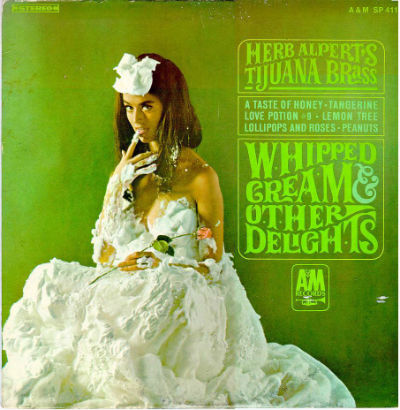 STEREO
A&M SP 411
HERB ALPERT'S
TIJUANA BRASS
A TASTE OF HONEY • TANGERINE
LOVE POTION #9 • LEMON TREE
LOLLIPOPS AND ROSES • PEANUTS
WHIPPED
CREAM &
OTHER
DELIGHTS
A&M
RECORDS